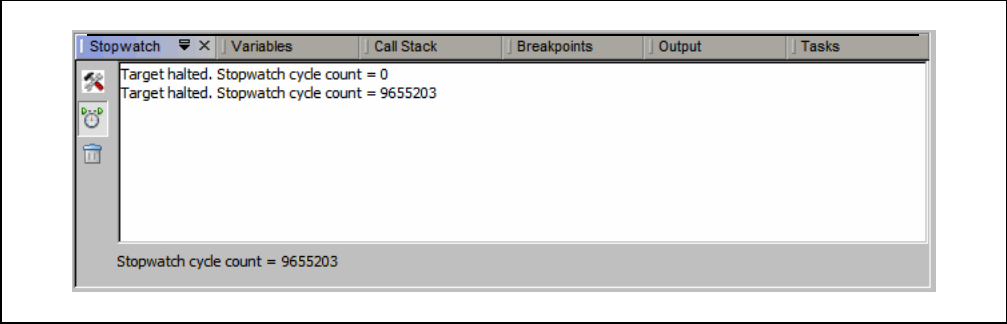 Stopwatch Variables Call Stack Breakpoints Output Tasks
Target halted. Stopwatch cycle count = 0
Target halted. Stopwatch cycle count = 9655203
Stopwatch cycle count = 9655203